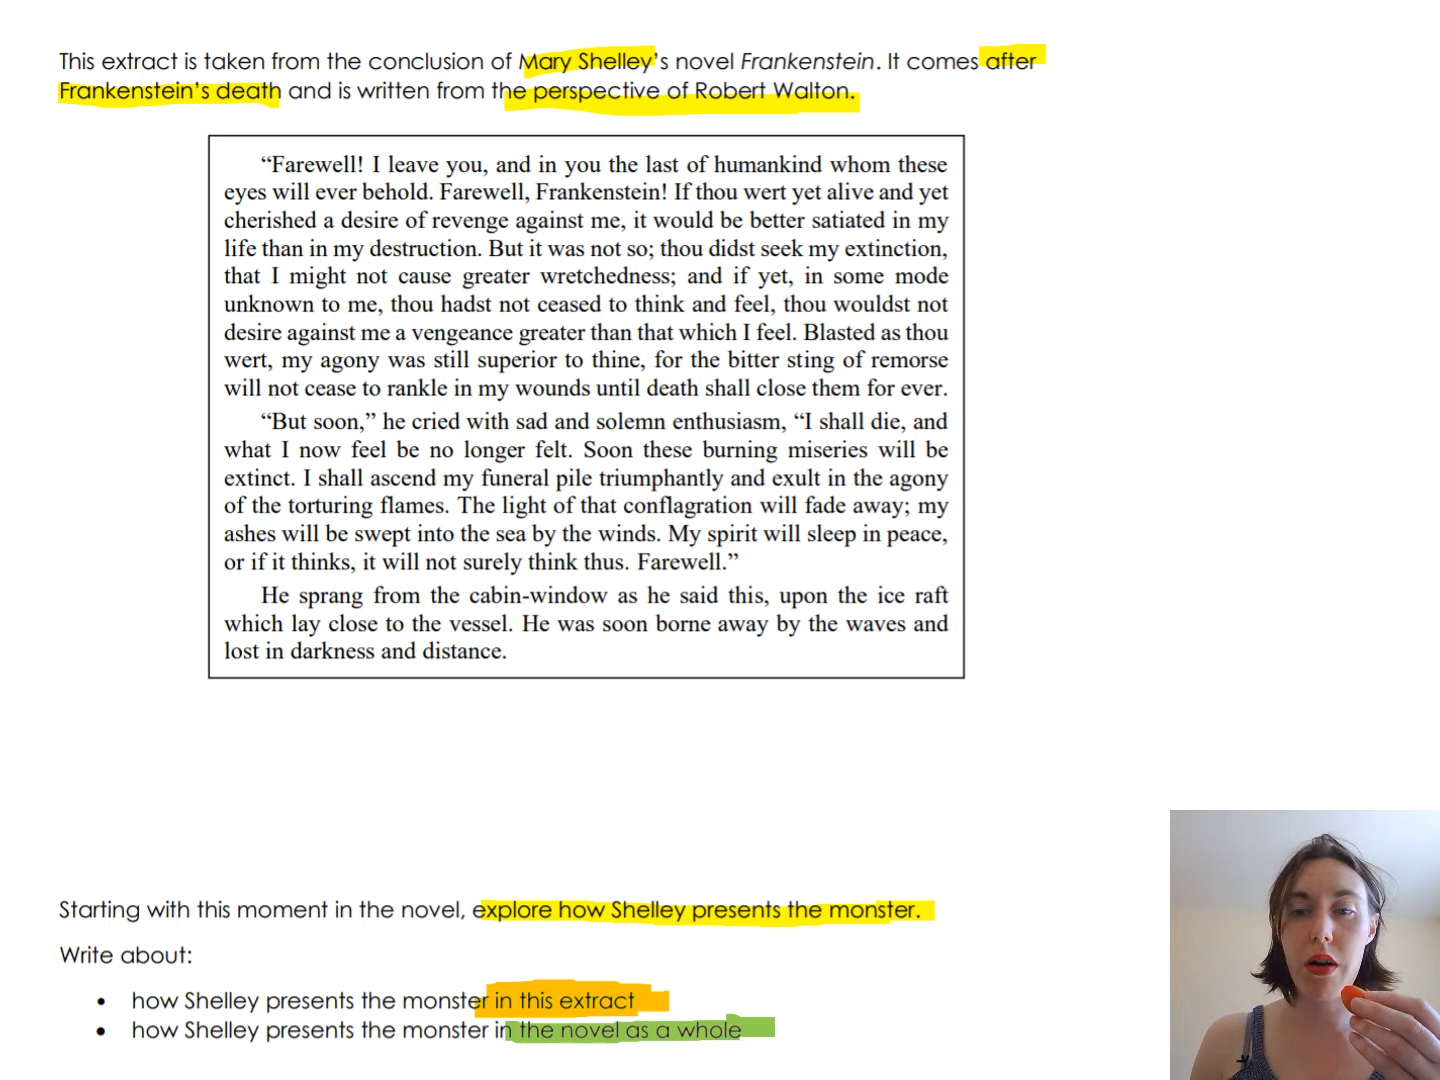 This extract is taken from the conclusion of Mary Shelley's novel Frankenstein. It comes after
Frankenstein's death and is written from the perspective of Robert Walton.
“Farewell! I leave you, and in you the last of humankind whom these
eyes will ever behold. Farewell, Frankenstein! If thou wert yet alive and yet
cherished a desire of revenge against me, it would be better satiated in my
life than in my destruction. But it was not so; thou didst seek my extinction,
that I might not cause greater wretchedness; and if yet, in some mode
unknown to me, thou hadst not ceased to think and feel, thou wouldst not
desire against me a vengeance greater than that which I feel. Blasted as thou
wert, my agony was still superior to thine, for the bitter sting of remorse
will not cease to rankle in my wounds until death shall close them for ever.
“But soon,” he cried with sad and solemn enthusiasm, “I shall die, and
what I now feel be no longer felt. Soon these burning miseries will be
extinct. I shall ascend my funeral pile triumphantly and exult in the agony
of the torturing flames. The light of that conflagration will fade away; my
ashes will be swept into the sea by the winds. My spirit will sleep in peace,
or if it thinks, it will not surely think thus. Farewell.”
He sprang from the cabin-window as he said this, upon the ice raft
which lay close to the vessel. He was soon borne away by the waves and
lost in darkness and distance.
Starting with this moment in the novel, explore how Shelley presents the monster.
Write about:
• how Shelley presents the monster in this extract
• how Shelley presents the monster in the novel as a whole